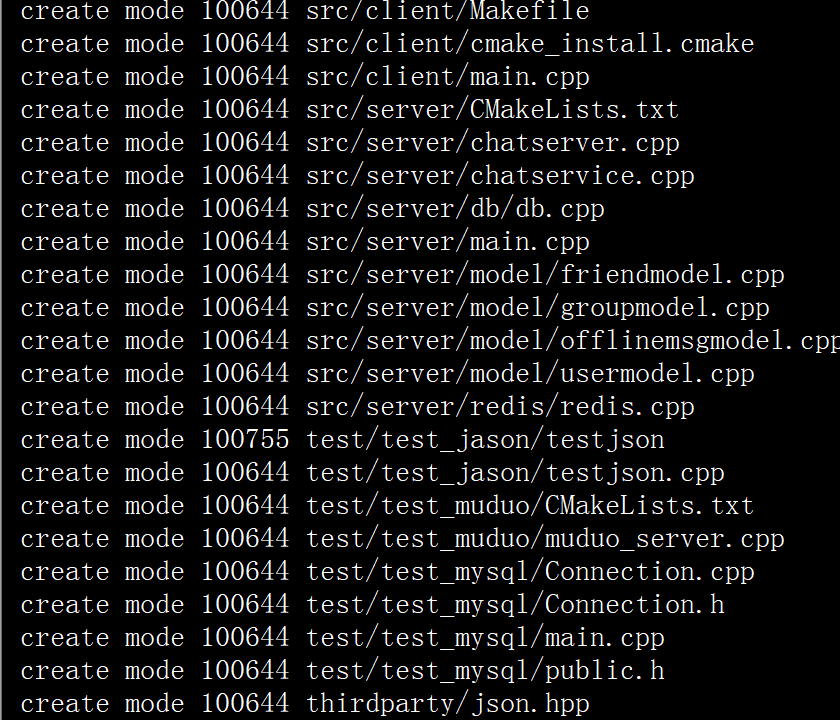 create mode 100644 src/client/Makefile
create mode 100644 src/client/cmake_install.cmake
create mode 100644 src/client/main.cpp
create mode 100644 src/server/CMakeLists.txt
create mode 100644 src/server/chatserver.cpp
create mode 100644 src/server/chatservice.cpp
create mode 100644 src/server/db/db.cpp
create mode 100644 src/server/main.cpp
create mode 100644 src/server/model/friendmodel.cpp
create mode 100644 src/server/model/groupmodel.cpp
create mode 100644 src/server/model/offlinemsgmodel.cpp
create mode 100644 src/server/model/usermodel.cpp
create mode 100644 src/server/redis/redis.cpp
create mode 100755 test/test_jason/testjson
create mode 100644 test/test_jason/testjson.cpp
create mode 100644 test/test_muduo/CMakeLists.txt
create mode 100644 test/test_muduo/muduo_server.cpp
create mode 100644 test/test_mysql/Connection.cpp
create mode 100644 test/test_mysql/Connection.h
create mode 100644 test/test_mysql/main.cpp
create mode 100644 test/test_mysql/public.h
create mode 100644 thirdparty/json.hpp